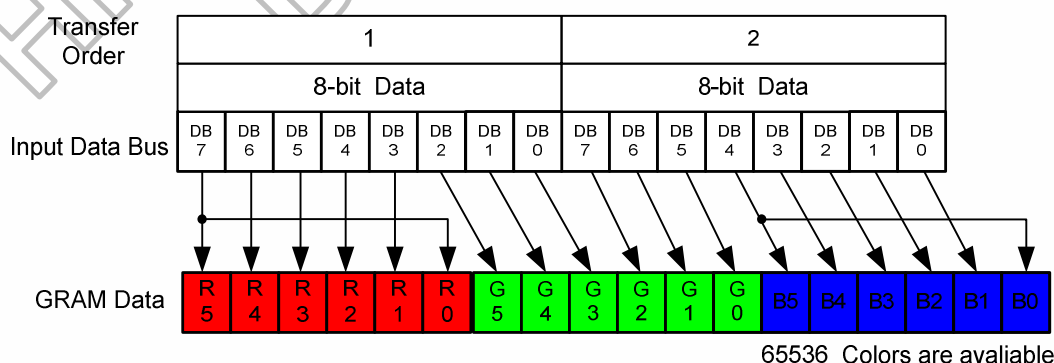 Transfer Order 1 2
8-bit Data 8-bit Data
Input Data Bus DB 7 DB 6 DB 5 DB 4 DB 3 DB 2 DB 1 DB 0 DB 7 DB 6 DB 5 DB 4 DB 3 DB 2 DB 1 DB 0
GRAM Data R 5 R 4 R 3 R 2 R 1 R 0 G 5 G 4 G 3 G 2 G 1 G 0 B5 B4 B3 B2 B1 B0
65536 Colors are avaliable